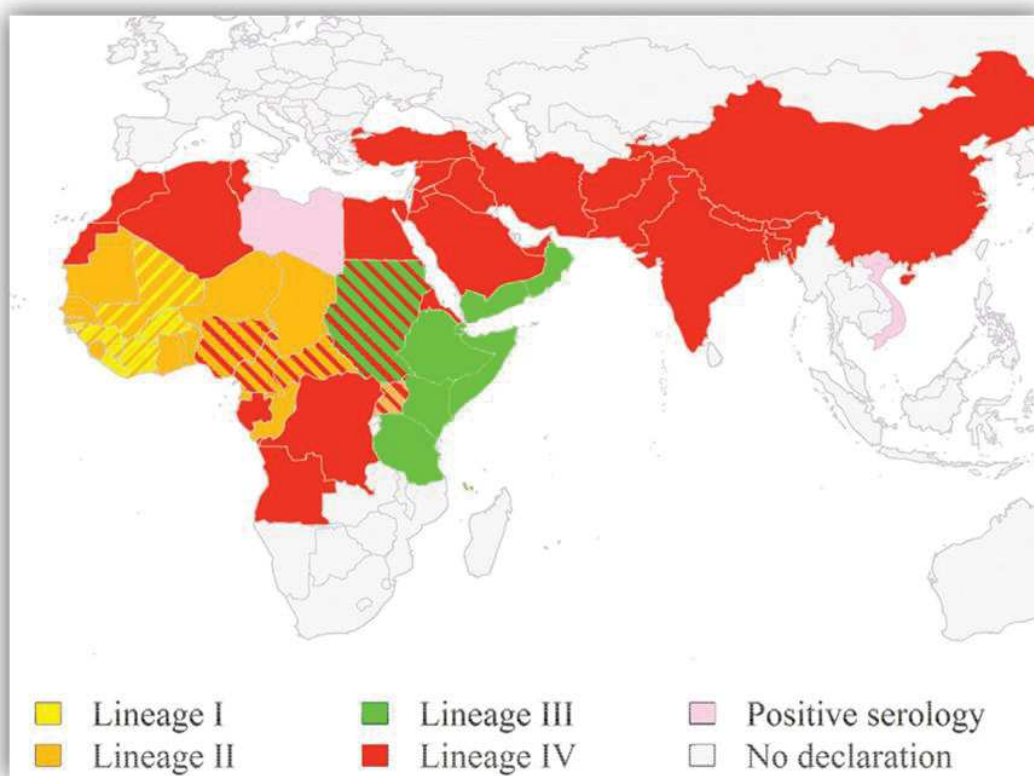 Lineage I
Lineage III
Positive serology
Lineage II
Lineage IV
No declaration